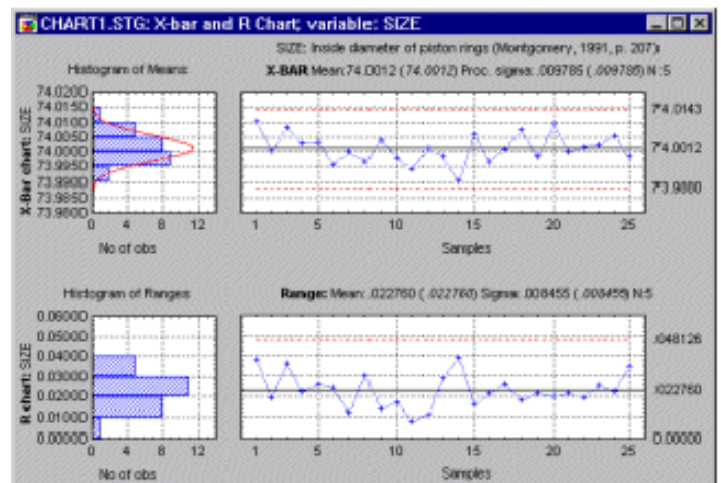 CHART1.STG: X-bar and R Chart; variable: SIZE
SIZE: Inside diameter of piston rings (Montgomery, 1991, p. 207)
Histogram of Means
X-BAR Mean:74.0012 (74.0012) Proc. sigma: .009785 (.009785) N:5
X-Bar chart: SIZE
74.0200
74.0150
74.0100
74.0050
74.0000
73.9950
73.9900
73.9850
73.9800
74.0143
74.0012
73.9880
0 4 8 12
1 5 10 15 20 25
No of obs
Samples
Histogram of Ranges
Range: Mean: .022760 (.022760) Sigma: .008455 (.008455) N:5
R chart: SIZE
0.06000
0.05000
0.04000
0.03000
0.02000
0.01000
0.00000
.048126
.022760
0.00000
0 4 8 12
1 5 10 15 20 25
No of obs
Samples